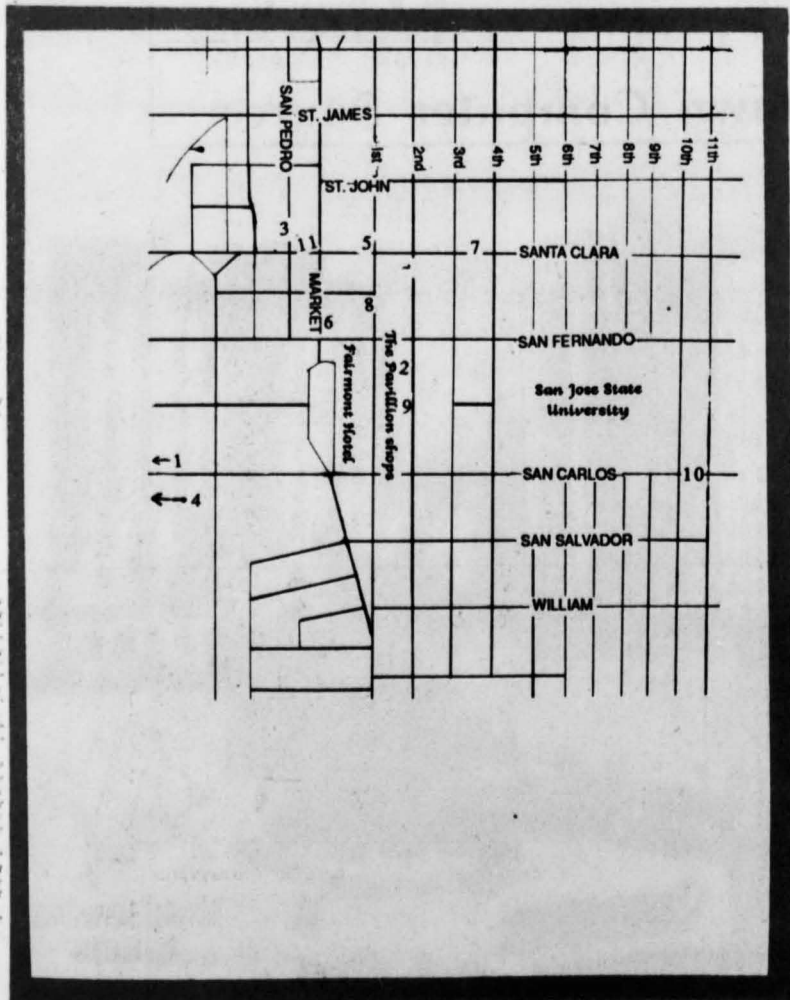 SAN PEDRO
ST. JAMES
1st
2nd
3rd
4th
5th
6th
7th
8th
9th
10th
11th
ST. JOHN
3
11
5
7
SANTA CLARA
MARKET
8
6
SAN FERNANDO
Fairmont Hotel
The Pavillion shops
2
9
San Jose State
University
←1
SAN CARLOS
10
←4
SAN SALVADOR
WILLIAM